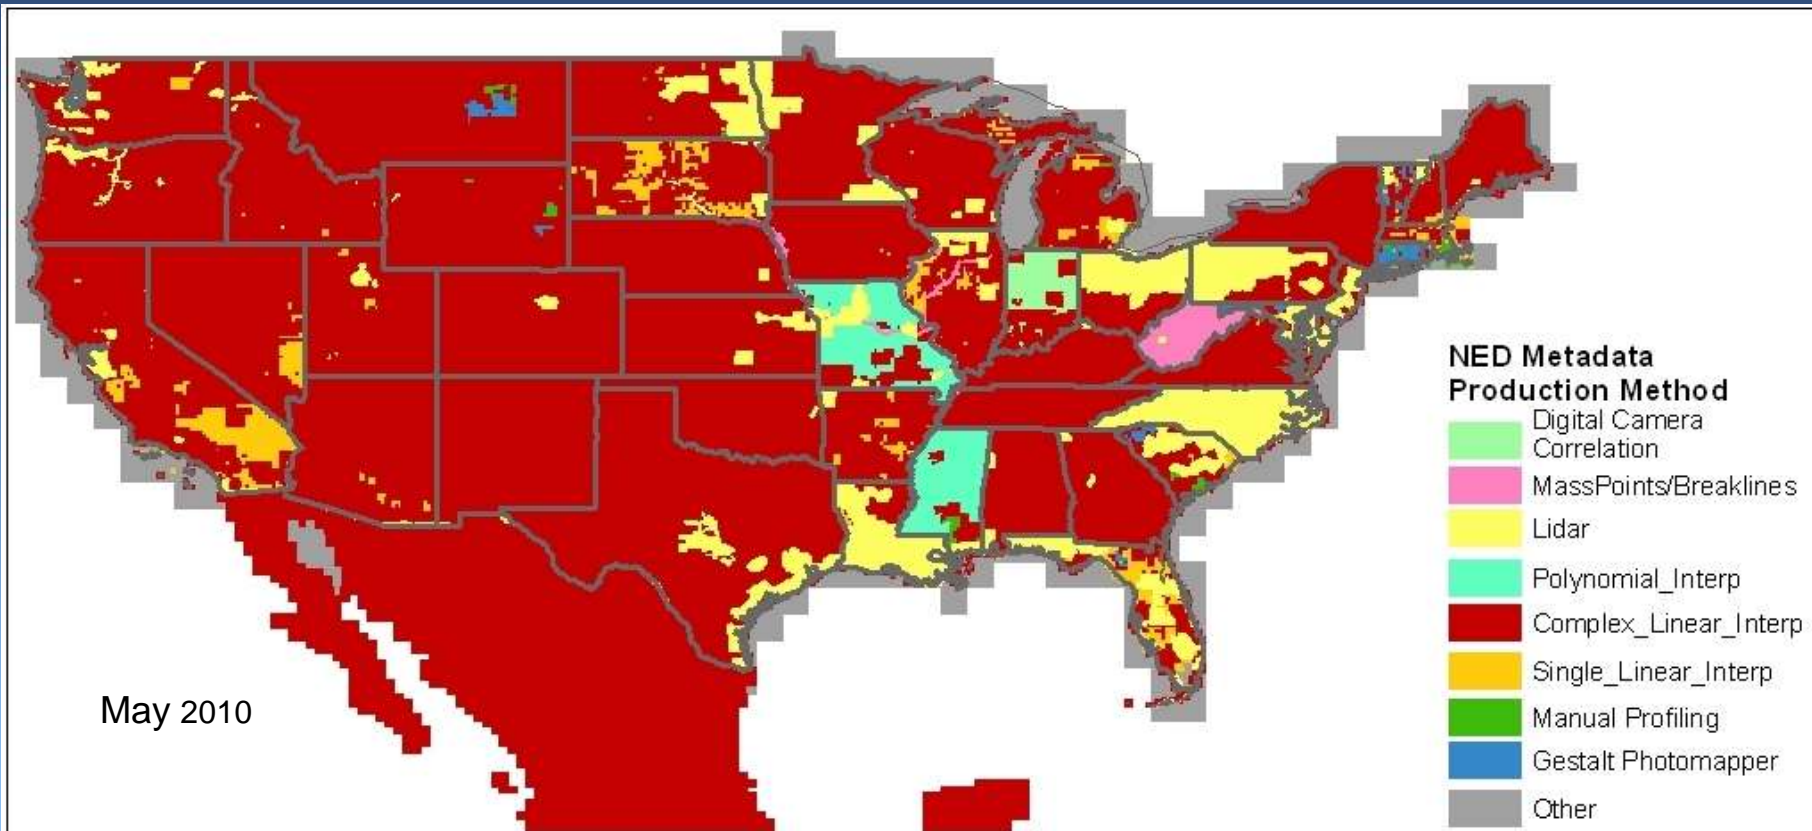 NED Metadata
Production Method
Digital Camera
Correlation
MassPoints/Breaklines
Lidar
Polynomial_Interp
Complex_Linear_Interp
Single_Linear_Interp
Manual Profiling
Gestalt Photomapper
Other
May 2010